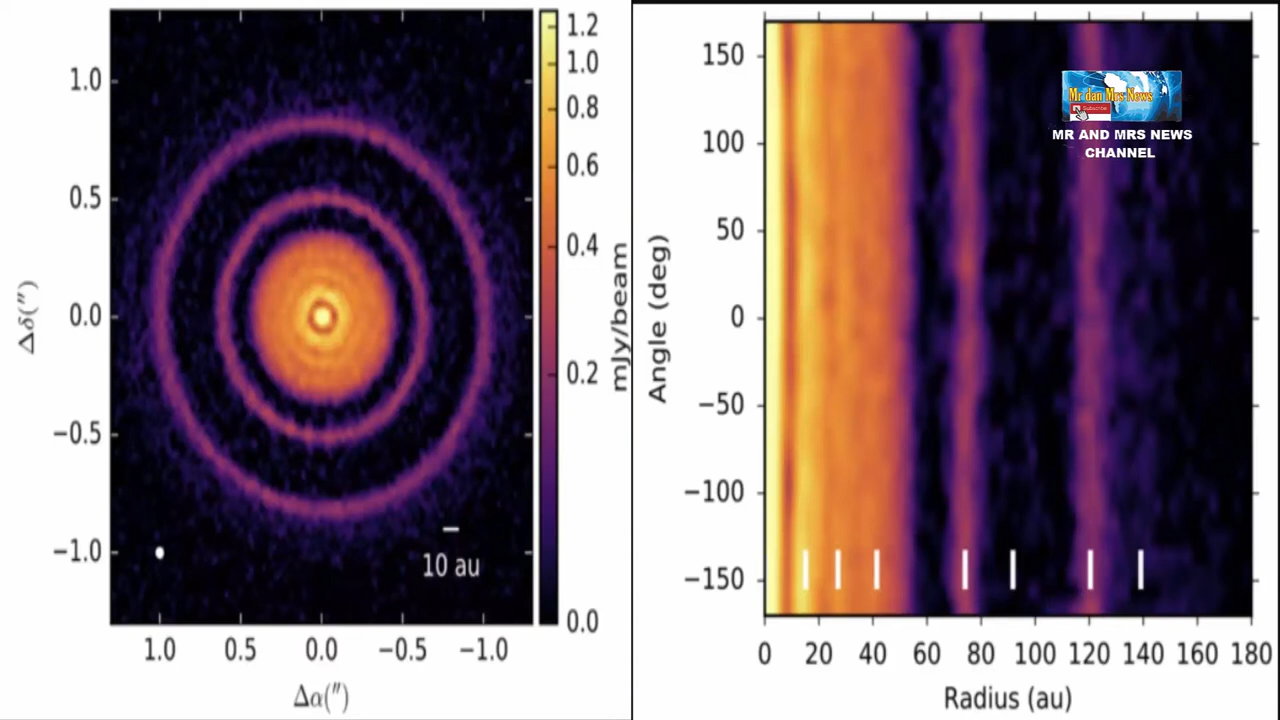 1.0
0.5
0.0
−0.5
−1.0
Δδ(″)
1.0
0.5
0.0
−0.5
−1.0
Δα(″)
10 au
1.2
1.0
0.8
0.6
0.4
0.2
0.0
mJy/beam
150
100
50
0
−50
−100
−150
Angle (deg)
0 20 40 60 80 100 120 140 160 180
Radius (au)
Mr dan Mrs News
Subscribe
MR AND MRS NEWS
CHANNEL